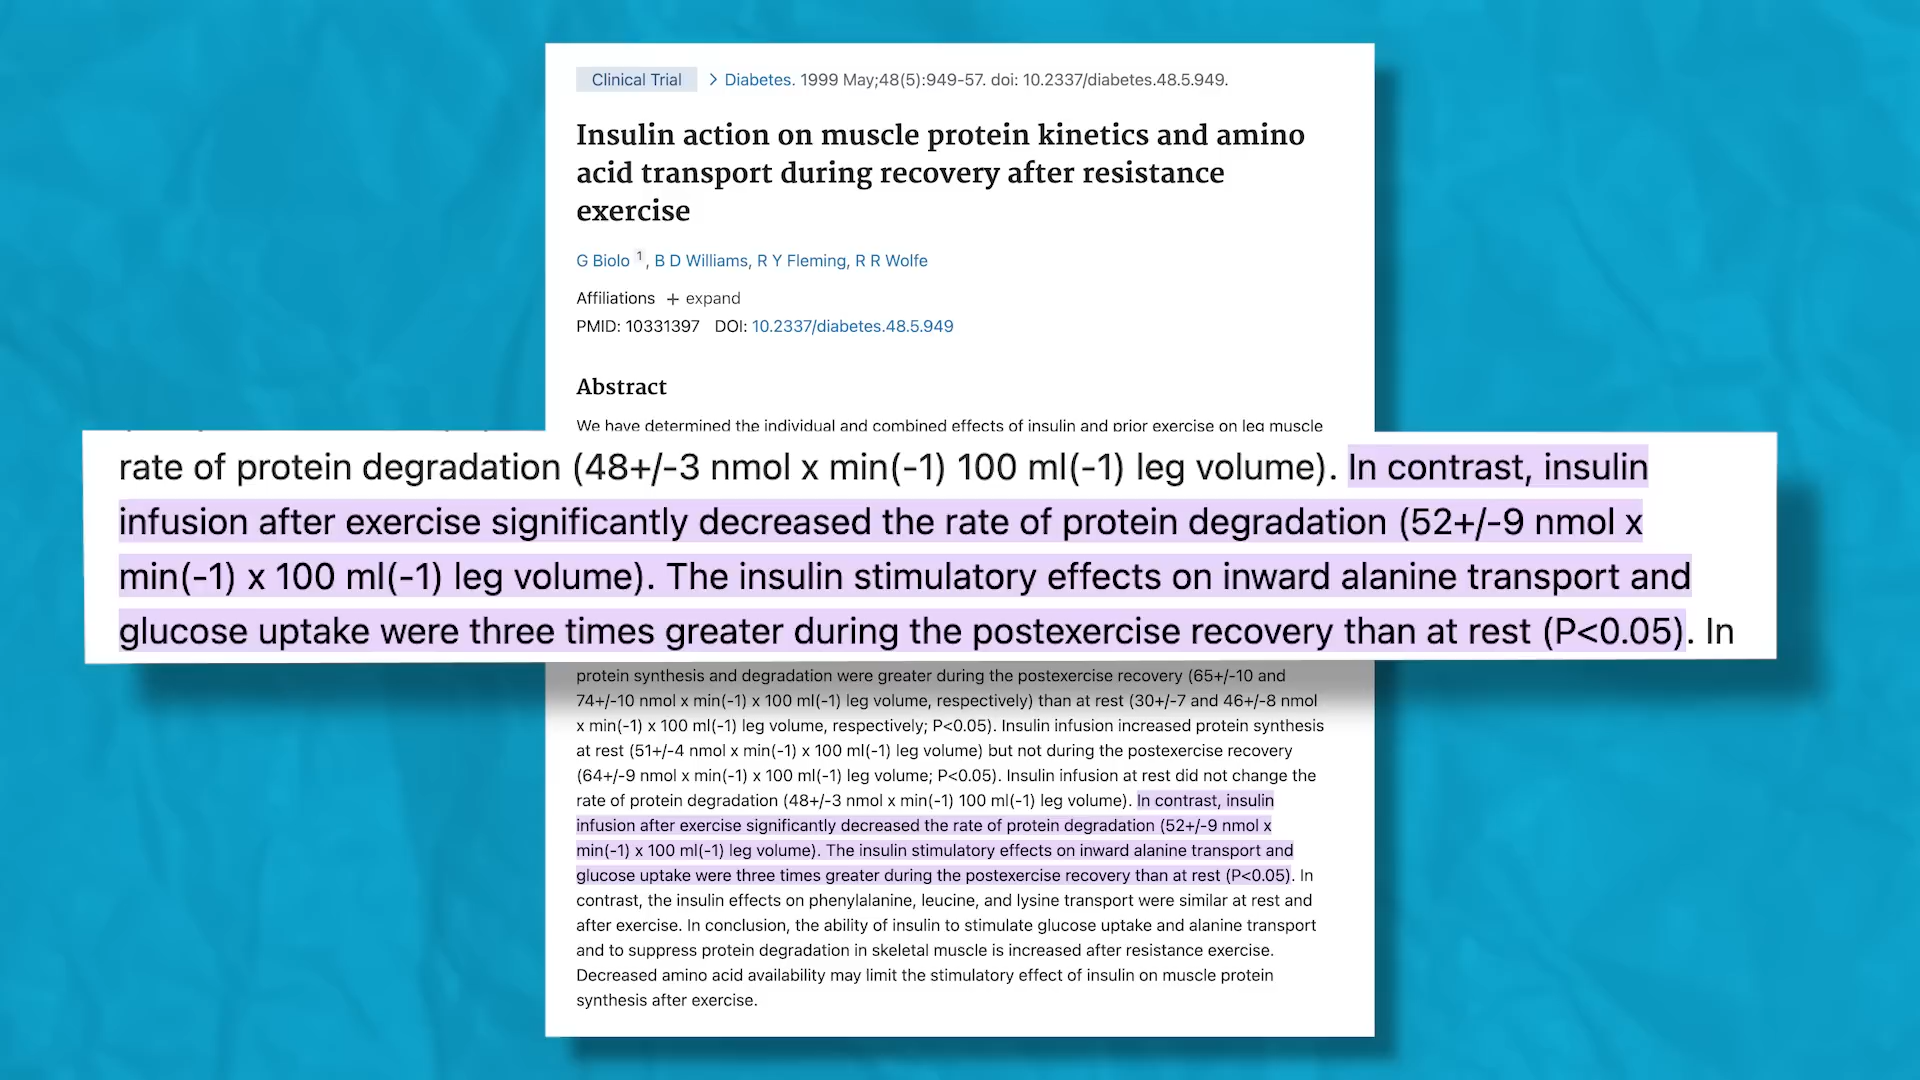 Clinical Trial > Diabetes. 1999 May;48(5):949-57. doi: 10.2337/diabetes.48.5.949.
Insulin action on muscle protein kinetics and amino
acid transport during recovery after resistance
exercise
G Biolo 1, B D Williams, R Y Fleming, R R Wolfe
Affiliations + expand
PMID: 10331397 DOI: 10.2337/diabetes.48.5.949
Abstract
We have determined the individual and combined effects of insulin and prior exercise on leg muscle
rate of protein degradation (48+/-3 nmol x min(-1) 100 ml(-1) leg volume). In contrast, insulin
infusion after exercise significantly decreased the rate of protein degradation (52+/-9 nmol x
min(-1) x 100 ml(-1) leg volume). The insulin stimulatory effects on inward alanine transport and
glucose uptake were three times greater during the postexercise recovery than at rest (P<0.05). In
protein synthesis and degradation were greater during the postexercise recovery (65+/-10 and
74+/-10 nmol x min(-1) x 100 ml(-1) leg volume, respectively) than at rest (30+/-7 and 46+/-8 nmol
x min(-1) x 100 ml(-1) leg volume, respectively; P<0.05). Insulin infusion increased protein synthesis
at rest (51+/-4 nmol x min(-1) x 100 ml(-1) leg volume) but not during the postexercise recovery
(64+/-9 nmol x min(-1) x 100 ml(-1) leg volume; P<0.05). Insulin infusion at rest did not change the
rate of protein degradation (48+/-3 nmol x min(-1) 100 ml(-1) leg volume). In contrast, insulin
infusion after exercise significantly decreased the rate of protein degradation (52+/-9 nmol x
min(-1) x 100 ml(-1) leg volume). The insulin stimulatory effects on inward alanine transport and
glucose uptake were three times greater during the postexercise recovery than at rest (P<0.05). In
contrast, the insulin effects on phenylalanine, leucine, and lysine transport were similar at rest and
after exercise. In conclusion, the ability of insulin to stimulate glucose uptake and alanine transport
and to suppress protein degradation in skeletal muscle is increased after resistance exercise.
Decreased amino acid availability may limit the stimulatory effect of insulin on muscle protein
synthesis after exercise.